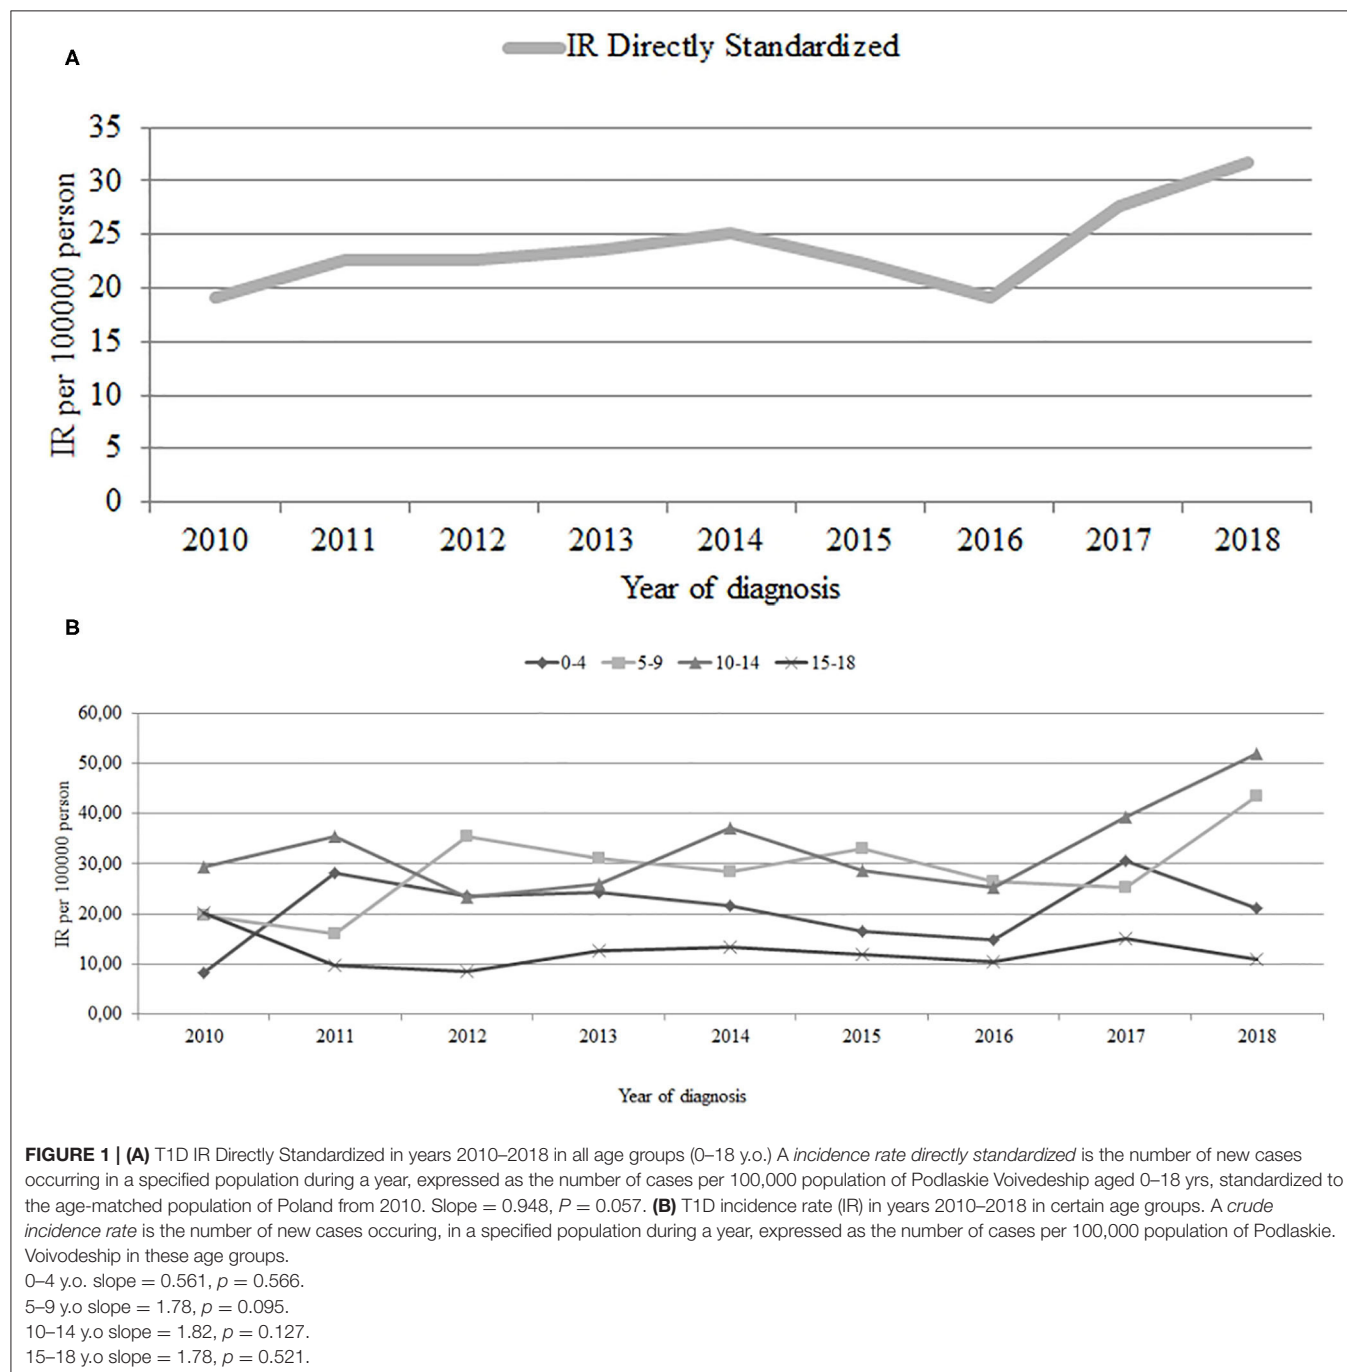 A
IR Directly Standardized
35
30
25
20
15
10
5
0
IR per 100000 person
2010 2011 2012 2013 2014 2015 2016 2017 2018
Year of diagnosis
B
0-4 5-9 10-14 15-18
60,00
50,00
40,00
30,00
20,00
10,00
0,00
IR per 100000 person
2010 2011 2012 2013 2014 2015 2016 2017 2018
Year of diagnosis
FIGURE 1 | (A) T1D IR Directly Standardized in years 2010–2018 in all age groups (0–18 y.o.) A incidence rate directly standardized is the number of new cases
occurring in a specified population during a year, expressed as the number of cases per 100,000 population of Podlaskie Voivedeship aged 0–18 yrs, standardized to
the age-matched population of Poland from 2010. Slope = 0.948, P = 0.057. (B) T1D incidence rate (IR) in years 2010–2018 in certain age groups. A crude
incidence rate is the number of new cases occuring, in a specified population during a year, expressed as the number of cases per 100,000 population of Podlaskie.
Voivodeship in these age groups.
0–4 y.o. slope = 0.561, p = 0.566.
5–9 y.o slope = 1.78, p = 0.095.
10–14 y.o slope = 1.82, p = 0.127.
15–18 y.o slope = 1.78, p = 0.521.